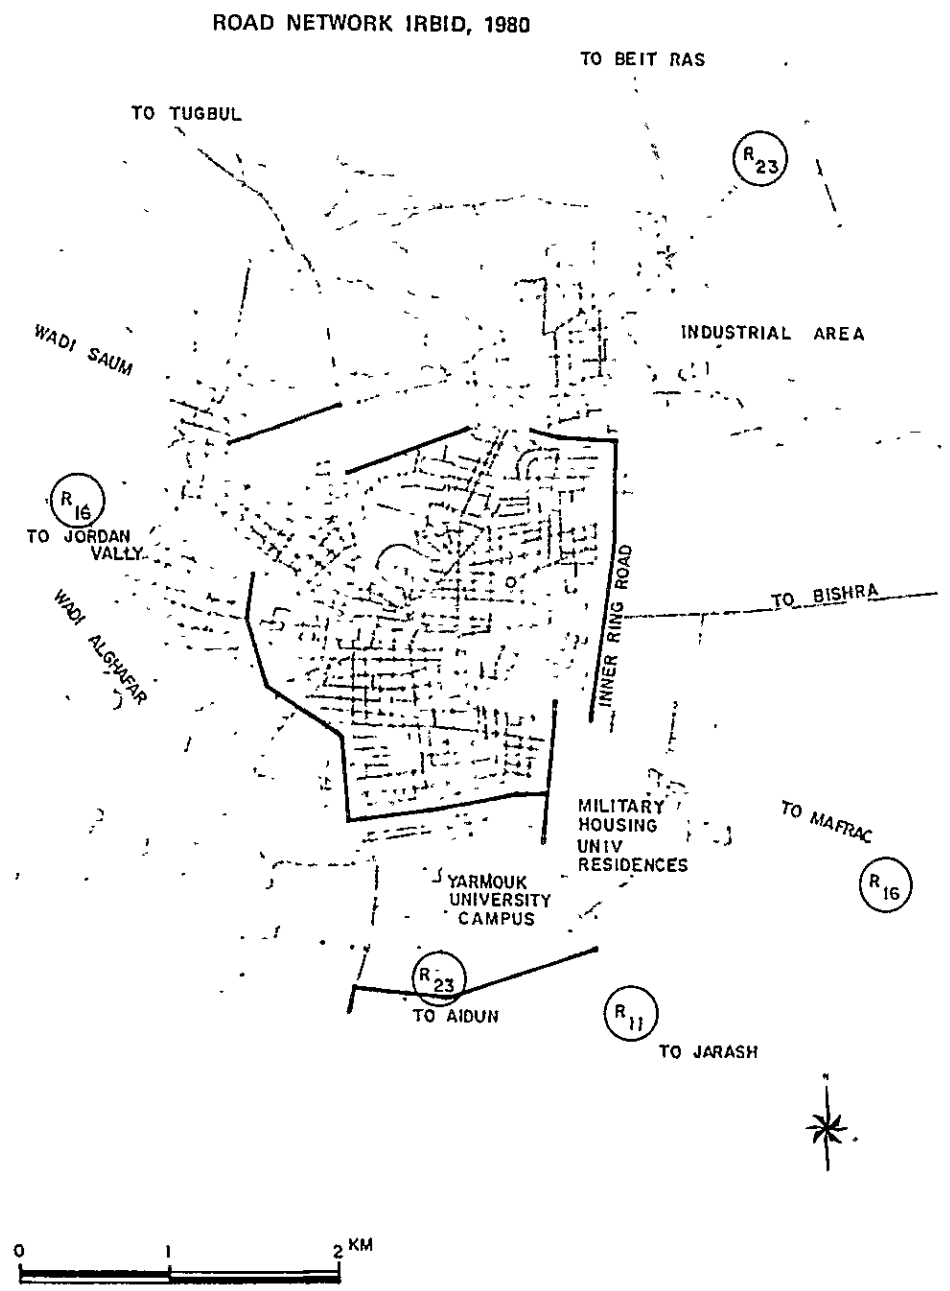 ROAD NETWORK IRBID, 1980
TO BEIT RAS
TO TUGBUL
R 23
INDUSTRIAL AREA
WADI SAUM
R 16
TO JORDAN
VALLY
INNER RING ROAD
TO BISHRA
WADI ALGHAFAR
MILITARY
HOUSING
UNIV
RESIDENCES
TO MAFRAC
R 16
YARMOUK
UNIVERSITY
CAMPUS
R 23
TO AIDUN
R 11
TO JARASH
N
0 1 2 KM